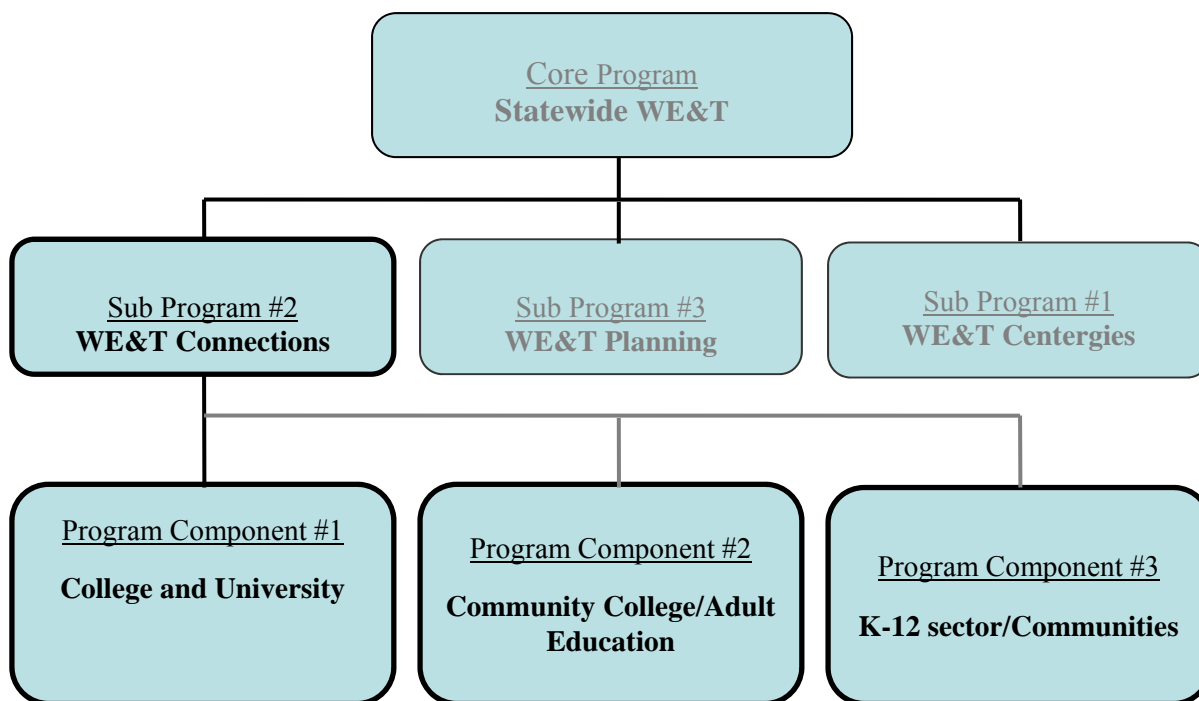 Core Program
Statewide WE&T
Sub Program #2
WE&T Connections
Sub Program #3
WE&T Planning
Sub Program #1
WE&T Centergies
Program Component #1
College and University
Program Component #2
Community College/Adult
Education
Program Component #3
K-12 sector/Communities